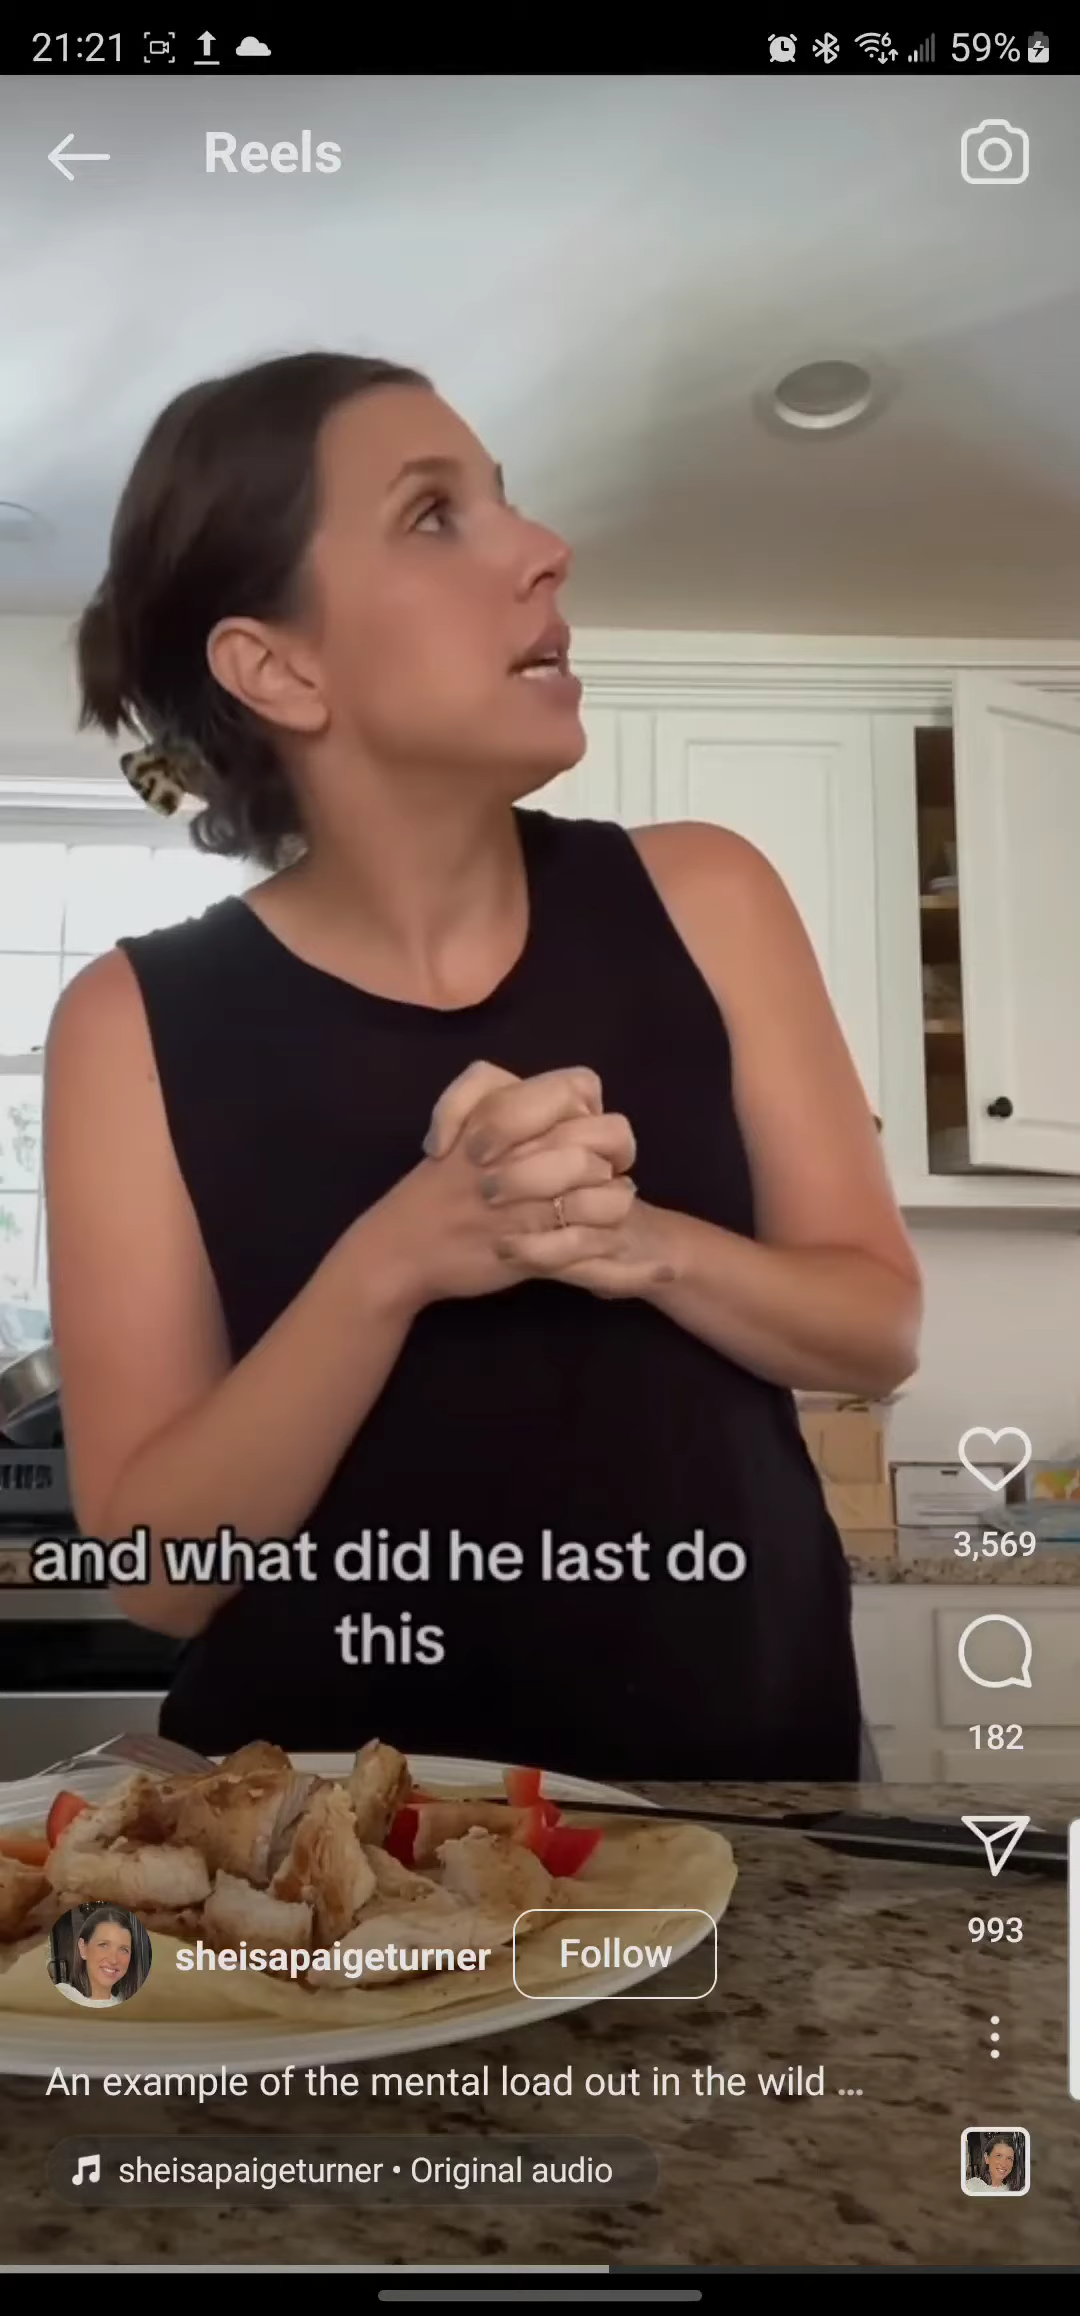 21:21 59%
Reels
and what did he last do
this
3,569
182
993
sheisapaigeturner Follow
An example of the mental load out in the wild ...
sheisapaigeturner • Original audio